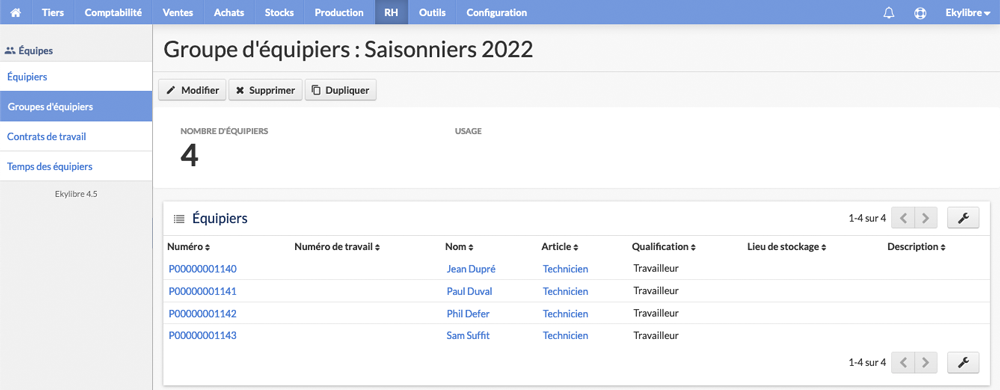 Tiers Comptabilité Ventes Achats Stocks Production RH Outils Configuration Ekylibre
Équipes
Équipiers
Groupes d'équipiers
Contrats de travail
Temps des équipiers
Ekylibre 4.5
Groupe d'équipiers : Saisonniers 2022
Modifier Supprimer Dupliquer
NOMBRE D'ÉQUIPIERS USAGE
4
Équipiers 1-4 sur 4
Numéro Numéro de travail Nom Article Qualification Lieu de stockage Description
P00000001140 Jean Dupré Technicien Travailleur
P00000001141 Paul Duval Technicien Travailleur
P00000001142 Phil Defer Technicien Travailleur
P00000001143 Sam Suffit Technicien Travailleur
1-4 sur 4